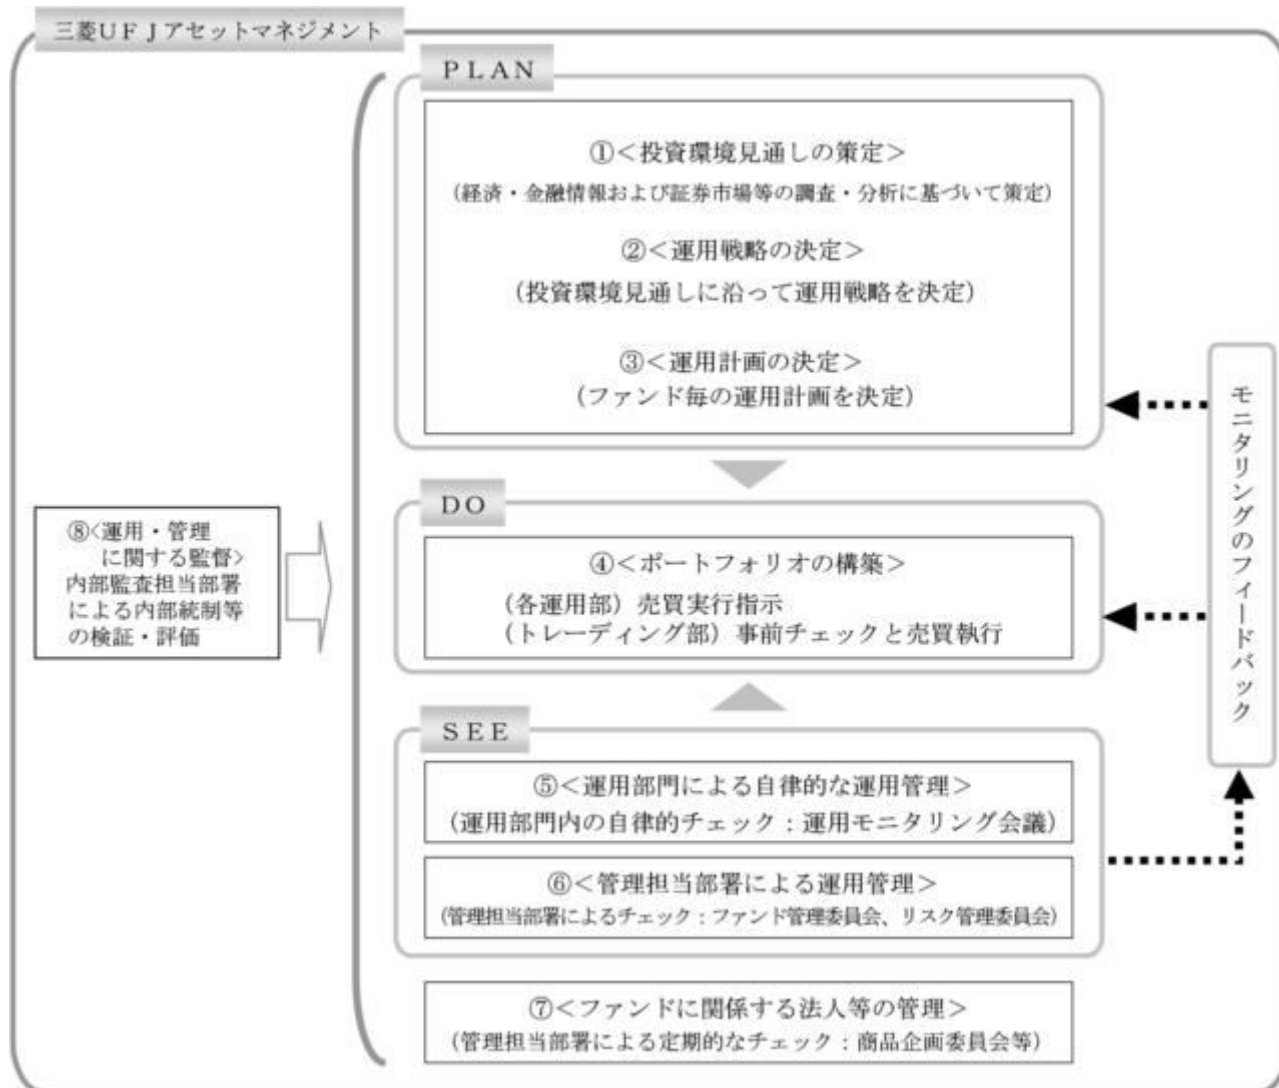 三菱ＵＦＪアセットマネジメント
ＰＬＡＮ
①＜投資環境見通しの策定＞
（経済・金融情報および証券市場等の調査・分析に基づいて策定）
②＜運用戦略の決定＞
（投資環境見通しに沿って運用戦略を決定）
③＜運用計画の決定＞
（ファンド毎の運用計画を決定）
ＤＯ
④＜ポートフォリオの構築＞
（各運用部）売買実行指示
（トレーディング部）事前チェックと売買執行
ＳＥＥ
⑤＜運用部門による自律的な運用管理＞
（運用部門内の自律的チェック：運用モニタリング会議）
⑥＜管理担当部署による運用管理＞
（管理担当部署によるチェック：ファンド管理委員会、リスク管理委員会）
⑦＜ファンドに関係する法人等の管理＞
（管理担当部署による定期的なチェック：商品企画委員会等）
⑧＜運用・管理
に関する監督＞
内部監査担当部署
による内部統制等
の検証・評価
モニタリングのフィードバック